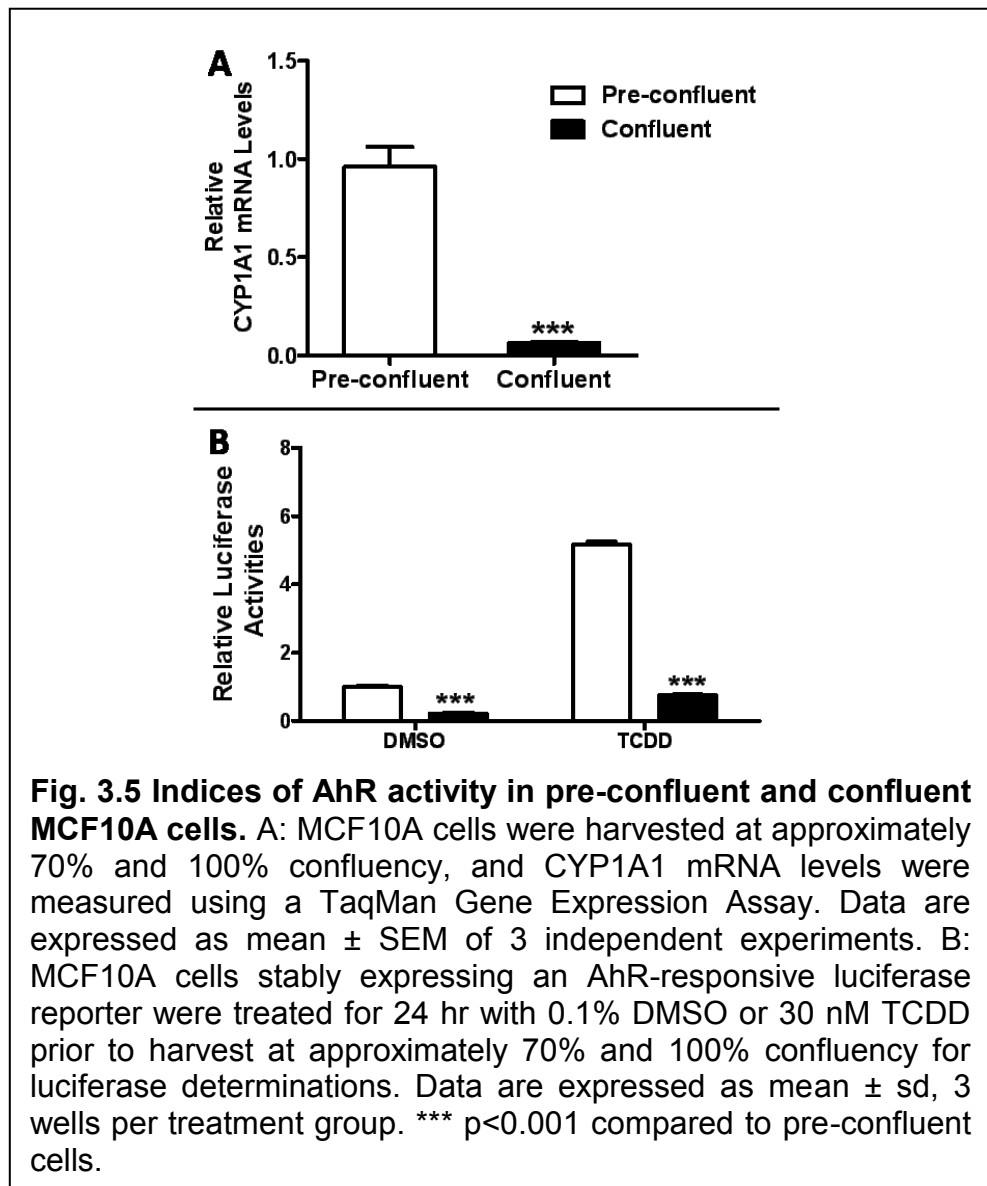 A
1.5
1.0
0.5
0.0
Relative
CYP1A1 mRNA Levels
Pre-confluent
Confluent
***
Pre-confluent
Confluent
B
8
6
4
2
0
Relative Luciferase
Activities
***
***
DMSO
TCDD
Fig. 3.5 Indices of AhR activity in pre-confluent and confluent
MCF10A cells. A: MCF10A cells were harvested at approximately
70% and 100% confluency, and CYP1A1 mRNA levels were
measured using a TaqMan Gene Expression Assay. Data are
expressed as mean ± SEM of 3 independent experiments. B:
MCF10A cells stably expressing an AhR-responsive luciferase
reporter were treated for 24 hr with 0.1% DMSO or 30 nM TCDD
prior to harvest at approximately 70% and 100% confluency for
luciferase determinations. Data are expressed as mean ± sd, 3
wells per treatment group. *** p<0.001 compared to pre-confluent
cells.